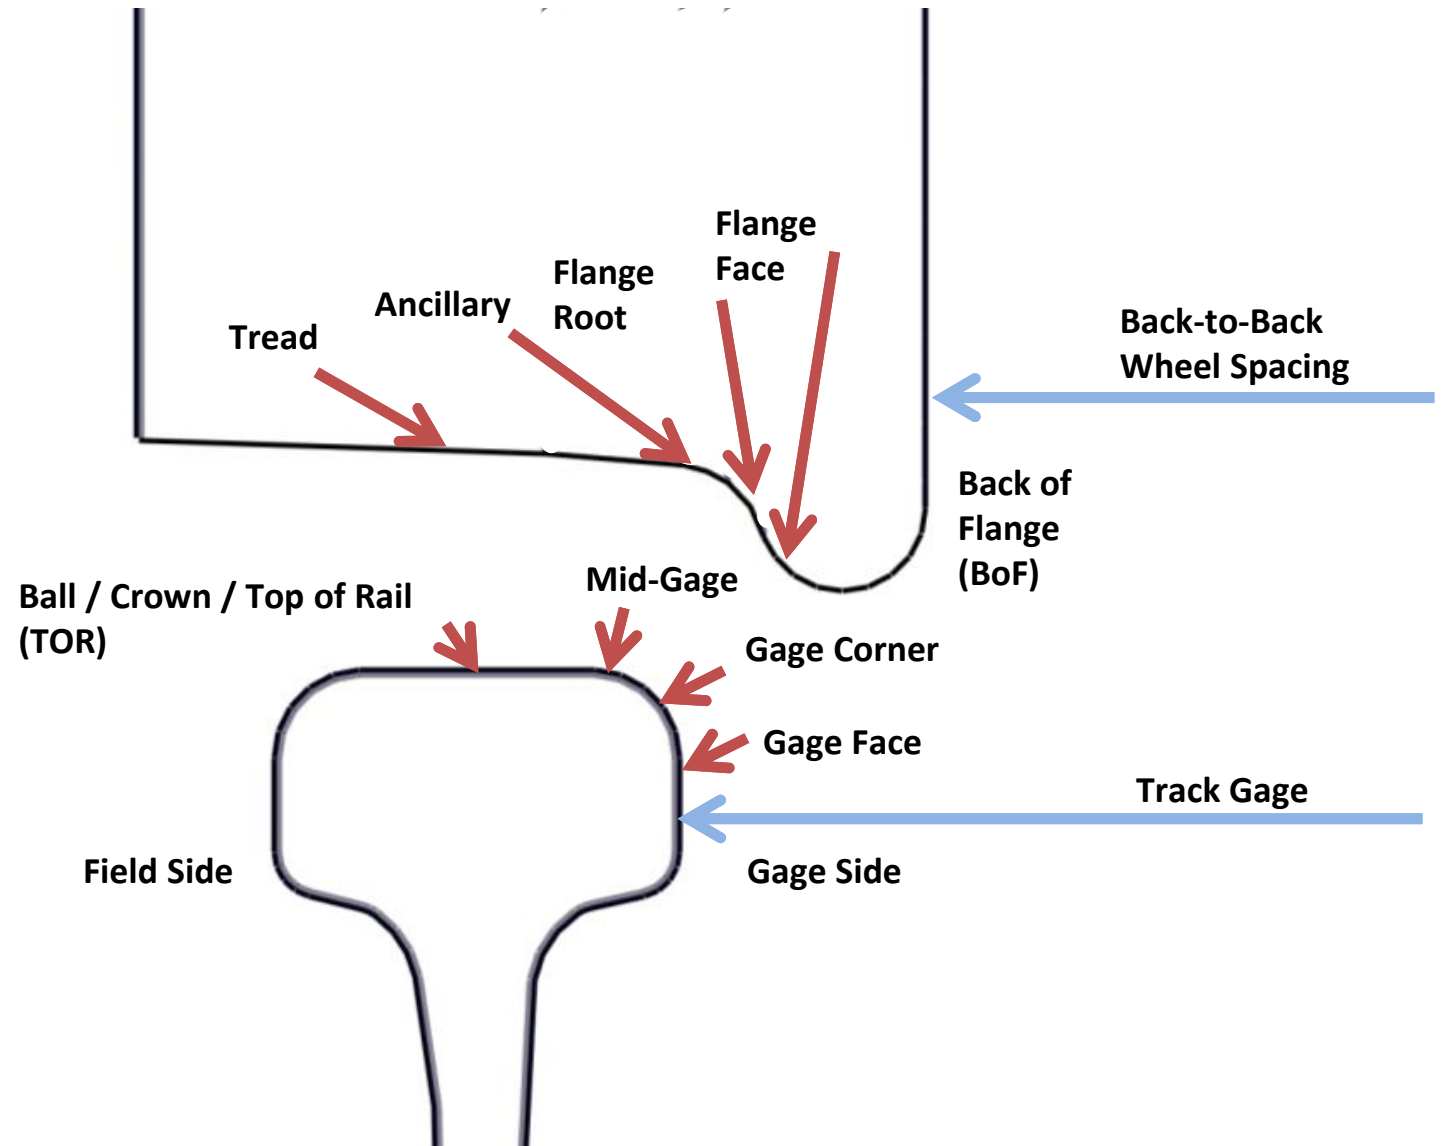 Flange
Face
Flange
Root
Ancillary
Tread
Back-to-Back
Wheel Spacing
Back of
Flange
(BoF)
Ball / Crown / Top of Rail
(TOR)
Mid-Gage
Gage Corner
Gage Face
Track Gage
Field Side
Gage Side